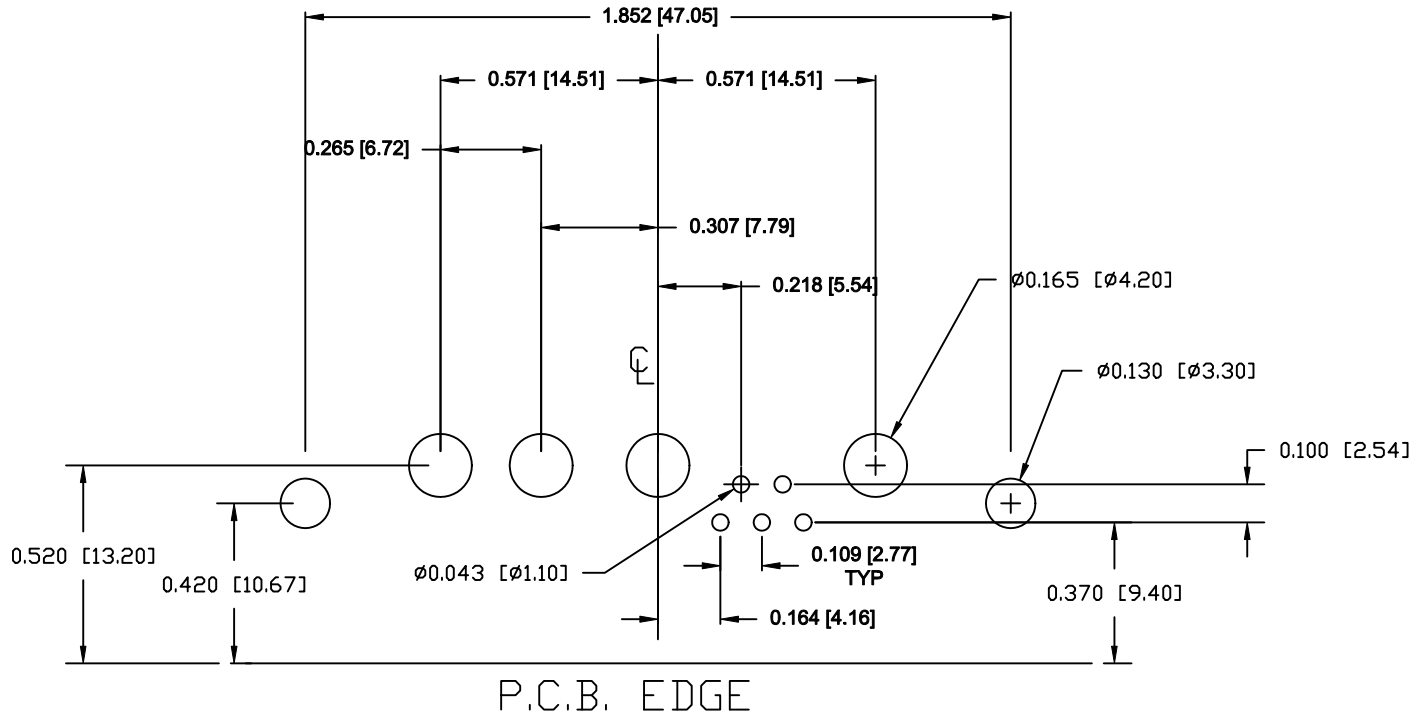 1.852 [47.05]
0.571 [14.51]
0.571 [14.51]
0.265 [6.72]
0.307 [7.79]
0.218 [5.54]
ø0.165 [ø4.20]
℄
ø0.130 [ø3.30]
0.100 [2.54]
0.520 [13.20]
0.109 [2.77]
TYP
ø0.043 [ø1.10]
0.420 [10.67]
0.370 [9.40]
0.164 [4.16]
P.C.B. EDGE